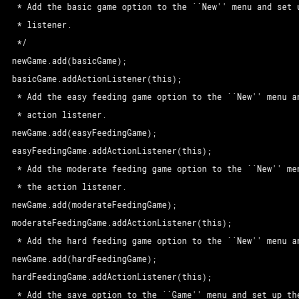 * Add the basic game option to the ``New'' menu and set
* listener.
*/
newGame.add(basicGame);
basicGame.addActionListener(this);
* Add the easy feeding game option to the ``New'' menu
* action listener.
newGame.add(easyFeedingGame);
easyFeedingGame.addActionListener(this);
* Add the moderate feeding game option to the ``New''
* the action listener.
newGame.add(moderateFeedingGame);
moderateFeedingGame.addActionListener(this);
* Add the hard feeding game option to the ``New'' menu
newGame.add(hardFeedingGame);
hardFeedingGame.addActionListener(this);
* Add the save option to the ``Game'' menu and set up